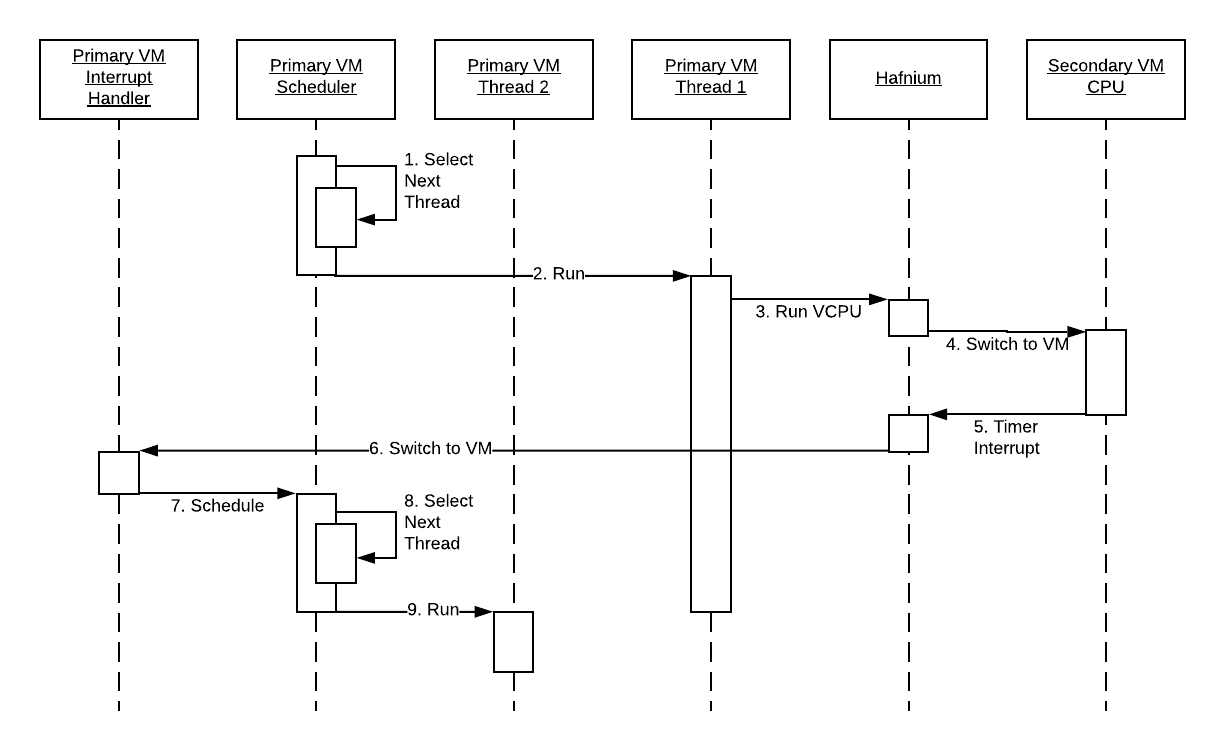 Primary VM
Interrupt
Handler
Primary VM
Scheduler
Primary VM
Thread 2
Primary VM
Thread 1
Hafnium
Secondary VM
CPU
1. Select
Next
Thread
2. Run
3. Run VCPU
4. Switch to VM
5. Timer
Interrupt
6. Switch to VM
7. Schedule
8. Select
Next
Thread
9. Run